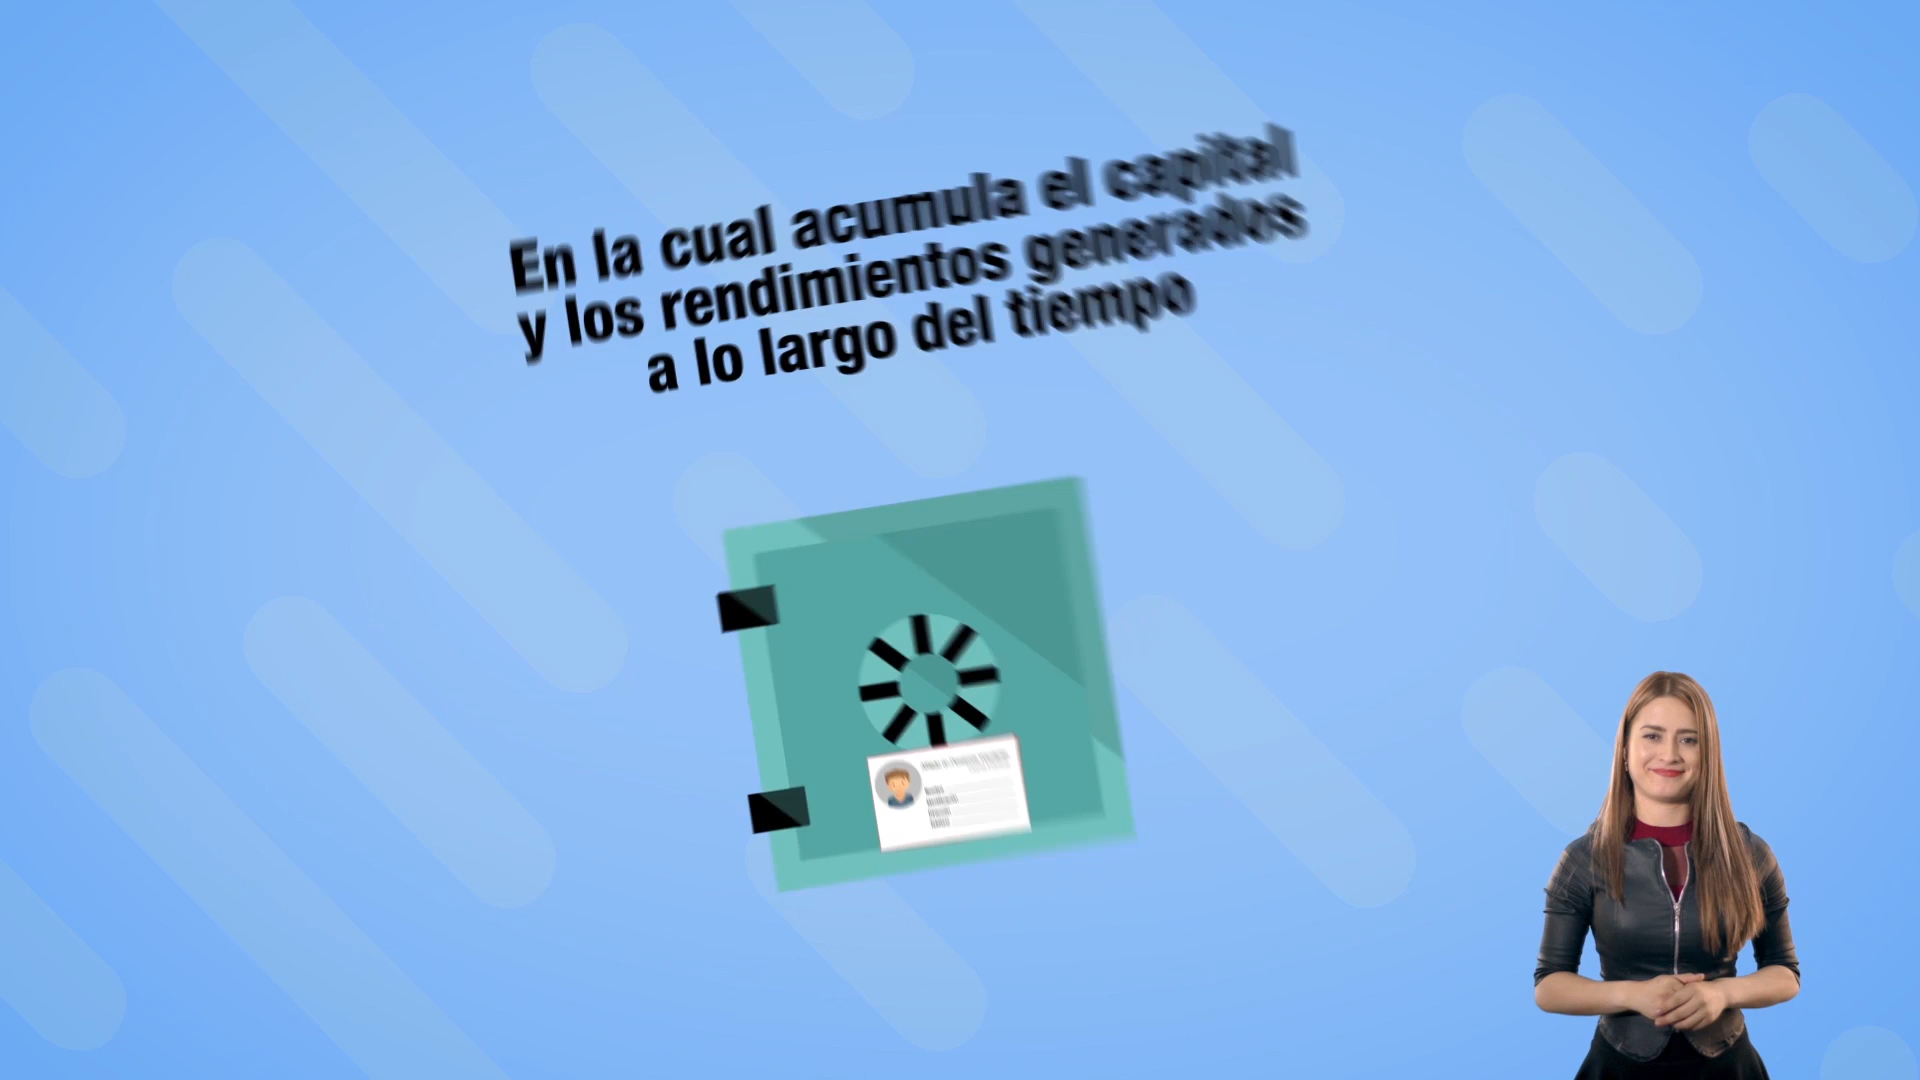 En la cual acumula el capital
y los rendimientos generados
a lo largo del tiempo